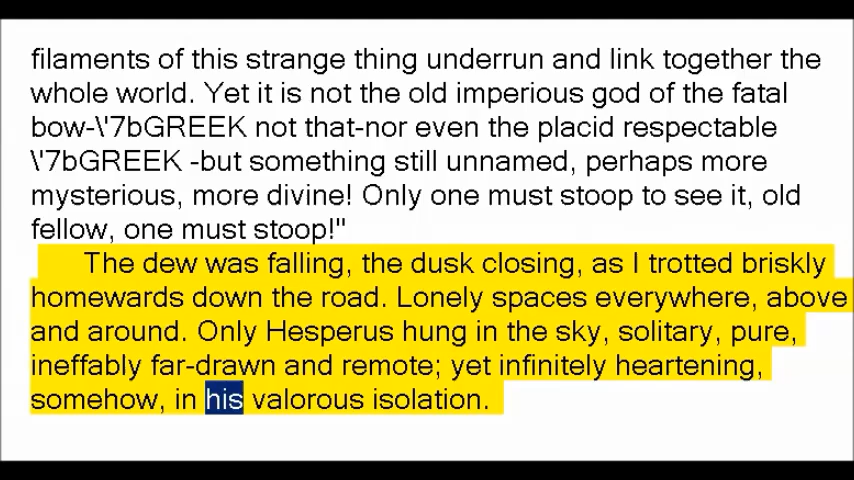 filaments of this strange thing underrun and link together the
whole world. Yet it is not the old imperious god of the fatal
bow-\'7bGREEK not that-nor even the placid respectable
\'7bGREEK -but something still unnamed, perhaps more
mysterious, more divine! Only one must stoop to see it, old
fellow, one must stoop!"
The dew was falling, the dusk closing, as I trotted briskly
homewards down the road. Lonely spaces everywhere, above
and around. Only Hesperus hung in the sky, solitary, pure,
ineffably far-drawn and remote; yet infinitely heartening,
somehow, in his valorous isolation.